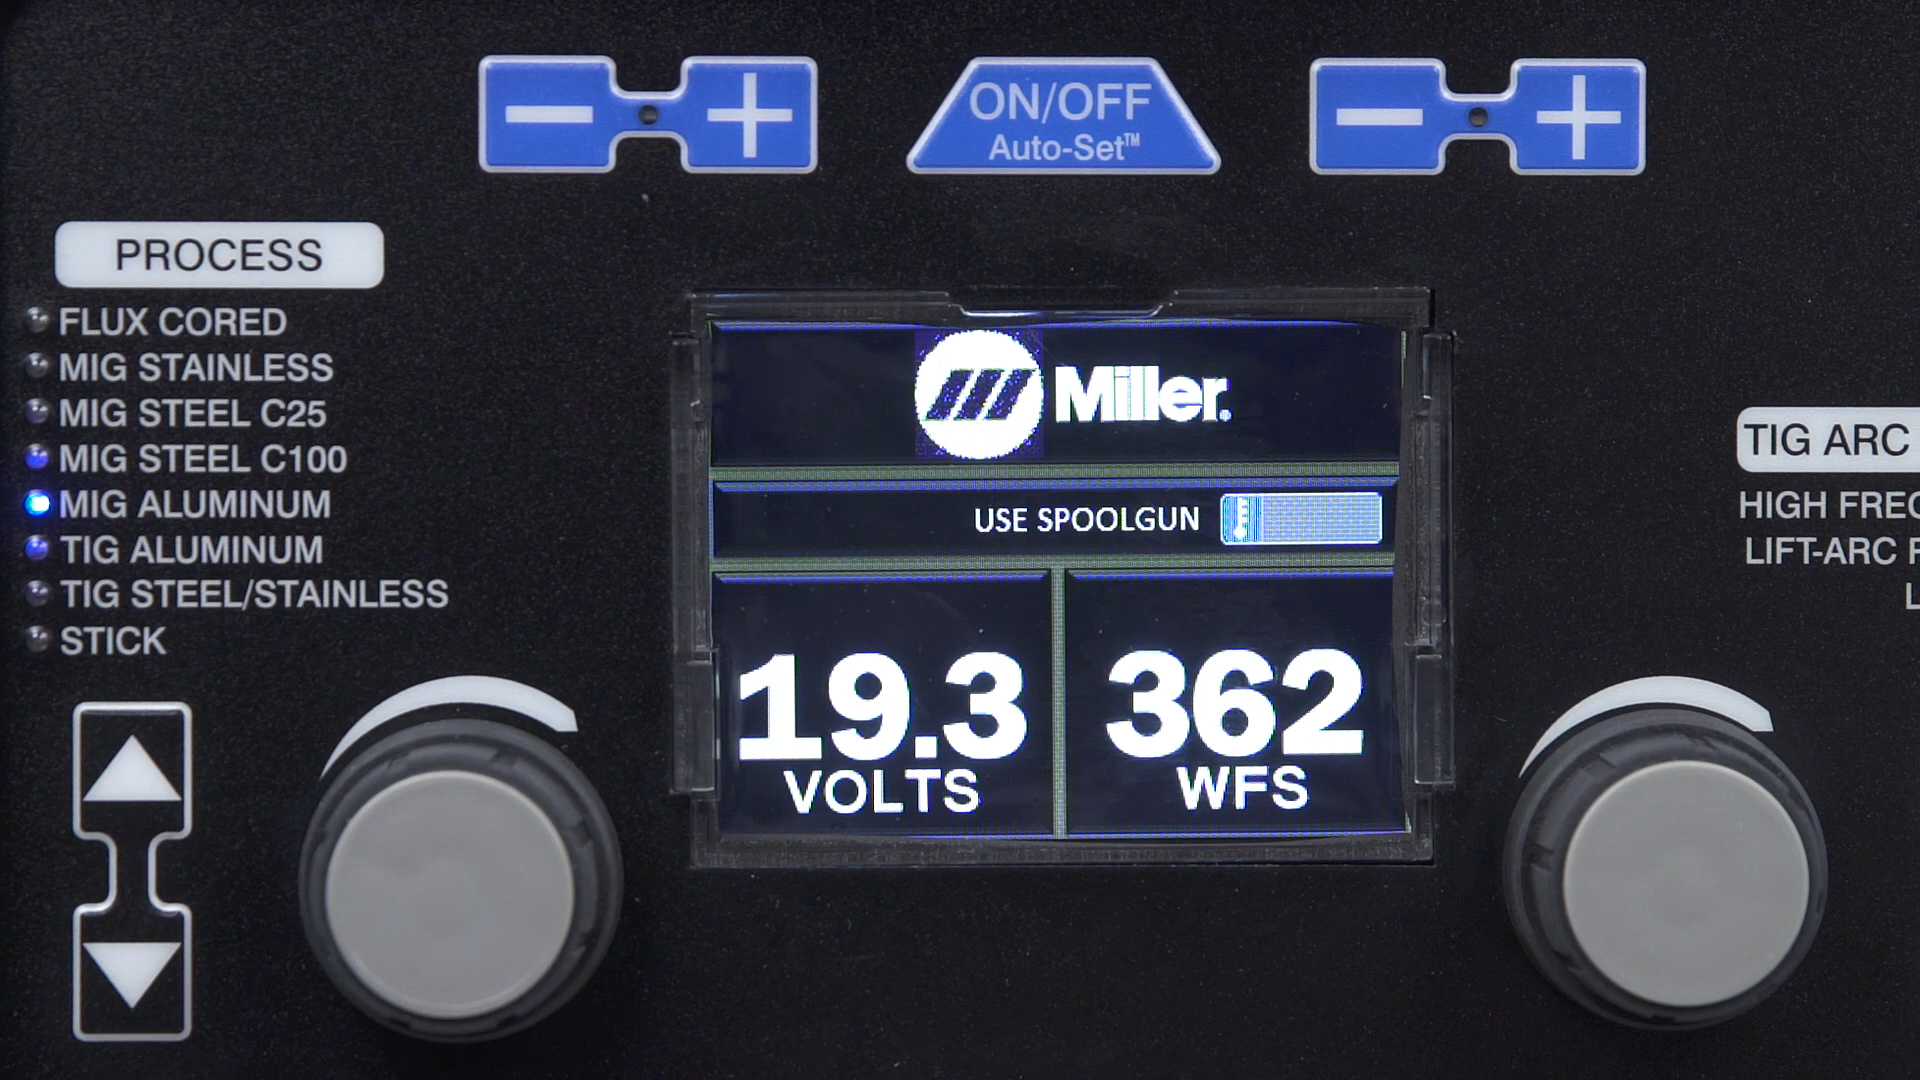 ON/OFF
Auto-Set™
PROCESS
FLUX CORED
MIG STAINLESS
MIG STEEL C25
MIG STEEL C100
MIG ALUMINUM
TIG ALUMINUM
TIG STEEL/STAINLESS
STICK
Miller.
USE SPOOLGUN
19.3
VOLTS
362
WFS
TIG ARC
HIGH FREQ
LIFT-ARC